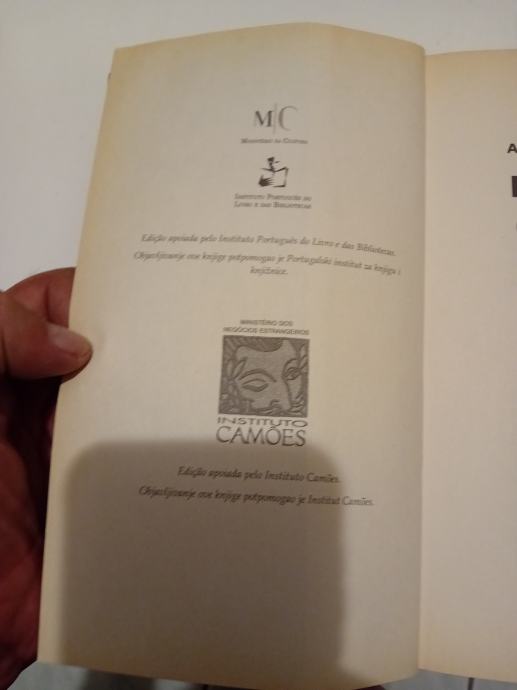 M|C
MINISTÉRIO DA CULTURA
INSTITUTO PORTUGUÊS DO
LIVRO E DAS BIBLIOTECAS
Edição apoiada pelo Instituto Português do Livro e das Bibliotecas.
Objavljivanje ove knjige potpomogao je Portugalski institut za knjigu i
knjižnice.
MINISTÉRIO DOS
NEGÓCIOS ESTRANGEIROS
INSTITUTO
CAMÕES
Edição apoiada pelo Instituto Camões.
Objavljivanje ove knjige potpomogao je Institut Camões.
A